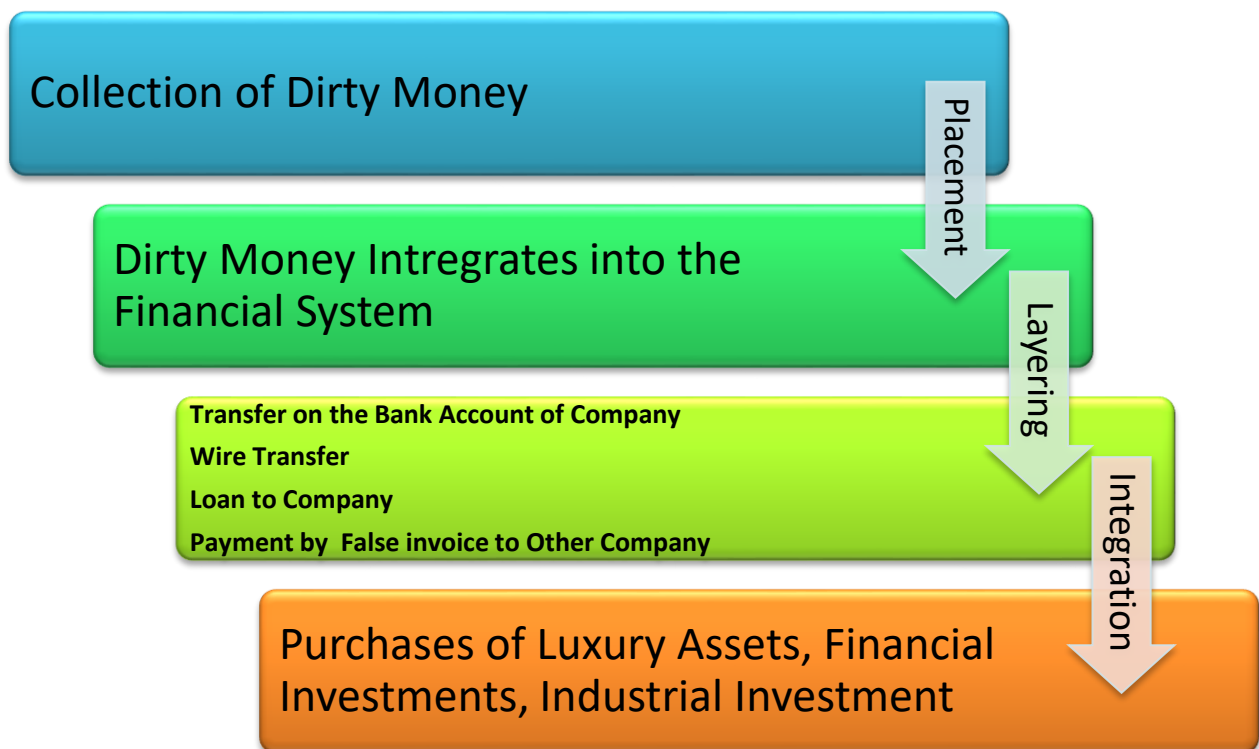 Collection of Dirty Money
Placement
Dirty Money Intregrates into the
Financial System
Layering
Transfer on the Bank Account of Company
Wire Transfer
Loan to Company
Payment by  False invoice to Other Company
Integration
Purchases of Luxury Assets, Financial
Investments, Industrial Investment